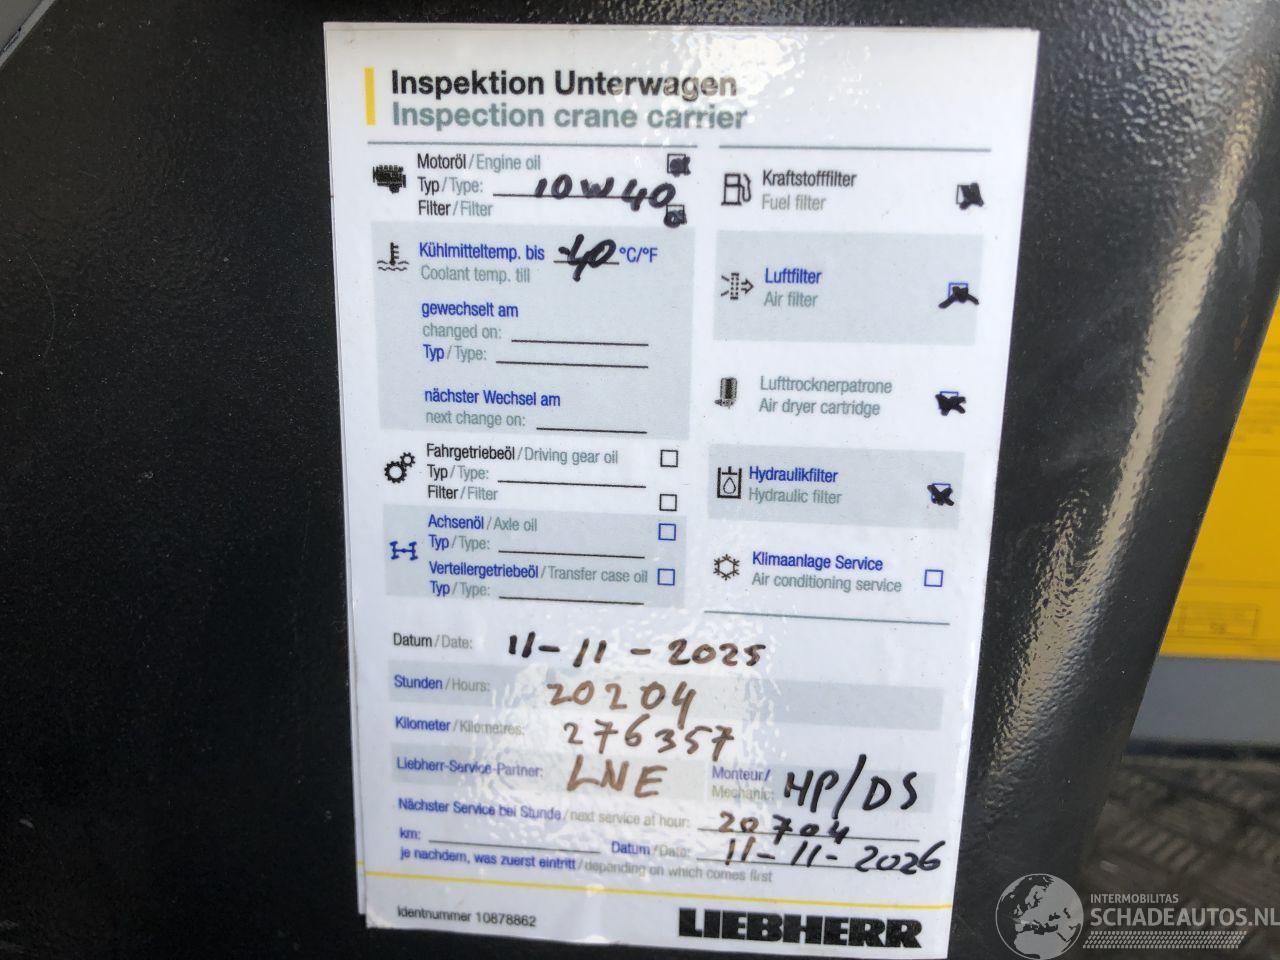 Inspektion Unterwagen
Inspection crane carrier
Motoröl / Engine oil
Typ / Type: 10W40
Filter / Filter
Kühlmitteltemp. bis -40 °C/°F
Coolant temp. till
gewechselt am
changed on:
Typ / Type:
nächster Wechsel am
next change on:
Fahrgetriebeöl / Driving gear oil
Typ / Type:
Filter / Filter
Achsenöl / Axle oil
Typ / Type:
Verteilergetriebeöl / Transfer case oil
Typ / Type:
Kraftstofffilter
Fuel filter
Luftfilter
Air filter
Lufttrocknerpatrone
Air dryer cartridge
Hydraulikfilter
Hydraulic filter
Klimaanlage Service
Air conditioning service
Datum / Date: 11-11-2025
Stunden / Hours: 20204
Kilometer / Kilometres: 276357
Liebherr-Service-Partner: LNE Monteur / Mechanic: HP/DS
Nächster Service bei Stunde / next service at hour: 20704
km: Datum / Date: 11-11-2026
je nachdem, was zuerst eintritt / depending on which comes first
Identnummer 10878862
LIEBHERR
INTERMOBILITAS
SCHADEAUTOS.NL